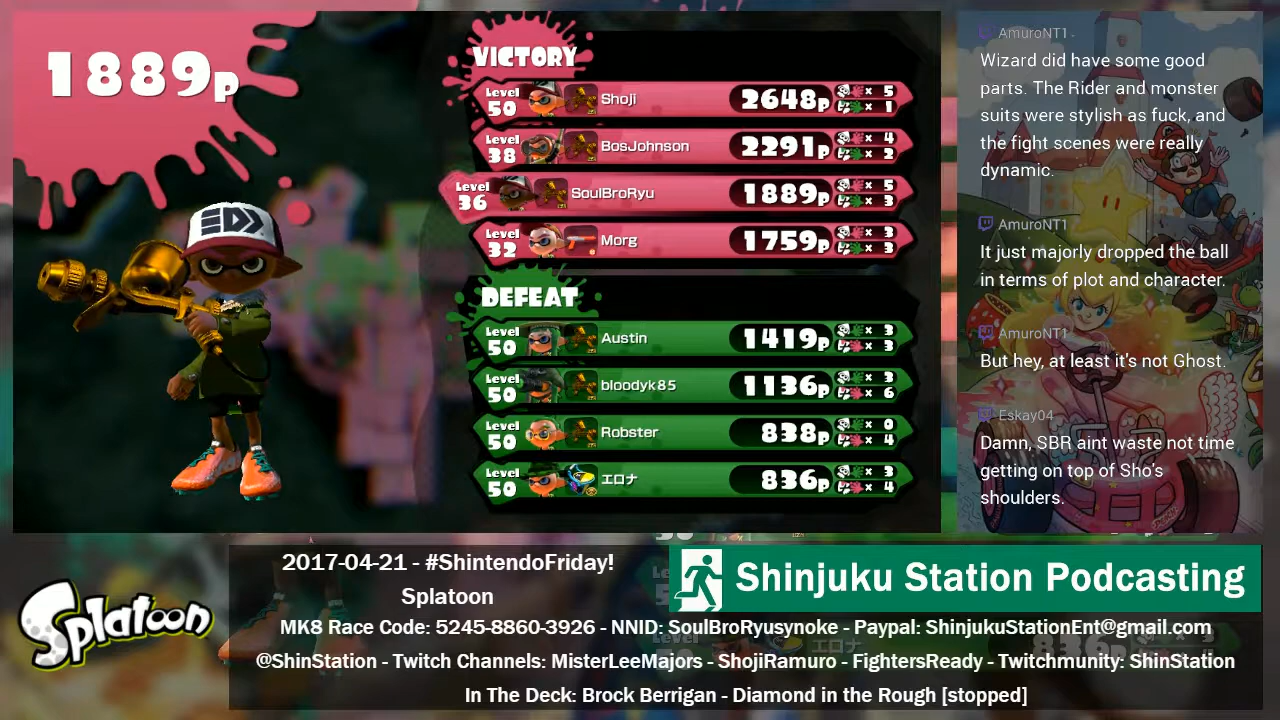 1889p
VICTORY
Level 50 Shoji 2648p × 5 × 1
Level 38 BosJohnson 2291p × 4 × 2
Level 36 SoulBroRyu 1889p × 5 × 3
Level 32 Morg 1759p × 3 × 3
DEFEAT
Level 50 Austin 1419p × 3 × 3
Level 50 bloodyk85 1136p × 3 × 6
Level 50 Robster 838p × 0 × 4
Level 50 エロナ 836p × 3 × 4
AmuroNT1
Wizard did have some good
parts. The Rider and monster
suits were stylish as fuck, and
the fight scenes were really
dynamic.
AmuroNT1
It just majorly dropped the ball
in terms of plot and character.
AmuroNT1
But hey, at least it's not Ghost.
Eskay04
Damn, SBR aint waste not time
getting on top of Sho's
shoulders.
Splatoon
2017-04-21 - #ShintendoFriday!
Splatoon
Shinjuku Station Podcasting
MK8 Race Code: 5245-8860-3926 - NNID: SoulBroRyusynoke - Paypal: ShinjukuStationEnt@gmail.com
@ShinStation - Twitch Channels: MisterLeeMajors - ShojiRamuro - FightersReady - Twitchmunity: ShinStation
In The Deck: Brock Berrigan - Diamond in the Rough [stopped]